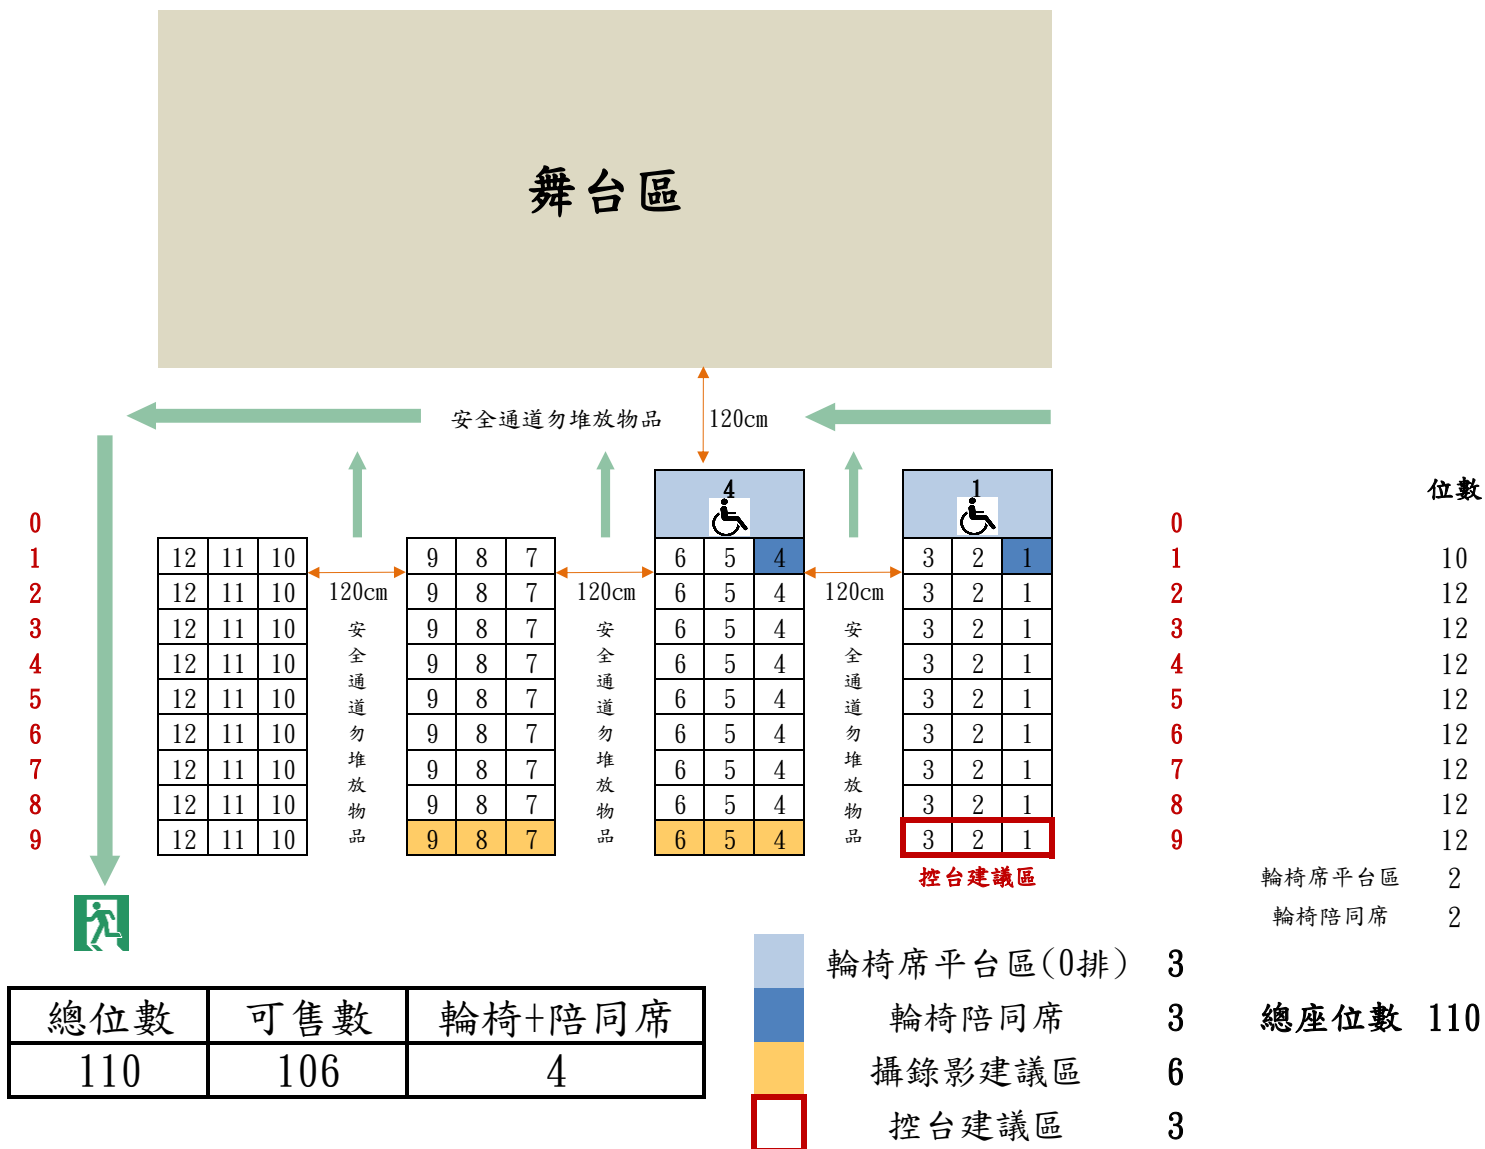 舞台區
安全通道勿堆放物品 120cm
4 1 位數
0 0
1 12 11 10 9 8 7 6 5 4 3 2 1 1 10
2 12 11 10 120cm 9 8 7 120cm 6 5 4 120cm 3 2 1 2 12
3 12 11 10 9 8 7 6 5 4 3 2 1 3 12
4 12 11 10 9 8 7 6 5 4 3 2 1 4 12
5 12 11 10 9 8 7 6 5 4 3 2 1 5 12
6 12 11 10 9 8 7 6 5 4 3 2 1 6 12
7 12 11 10 9 8 7 6 5 4 3 2 1 7 12
8 12 11 10 9 8 7 6 5 4 3 2 1 8 12
9 12 11 10 9 8 7 6 5 4 3 2 1 9 12
安全通道勿堆放物品
安全通道勿堆放物品
安全通道勿堆放物品
控台建議區
輪椅席平台區 2
輪椅陪同席 2
輪椅席平台區(0排) 3
輪椅陪同席 3
攝錄影建議區 6
控台建議區 3
總座位數 110
總位數 可售數 輪椅+陪同席
110 106 4